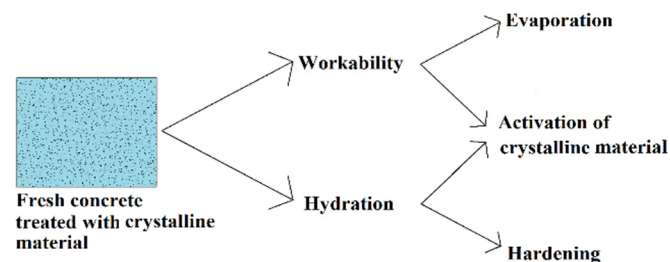 Evaporation
Workability
Activation of
crystalline material
Fresh concrete
treated with crystalline
material
Hydration
Hardening